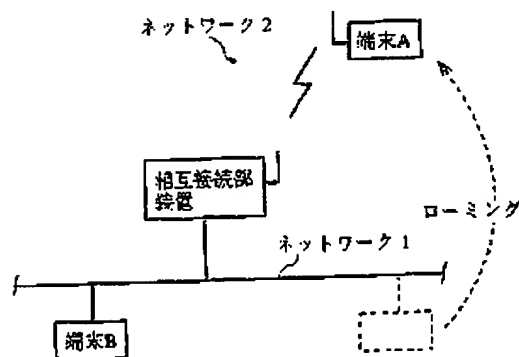 ネットワーク2
端末A
相互接続部
装置
ローミング
ネットワーク1
端末B